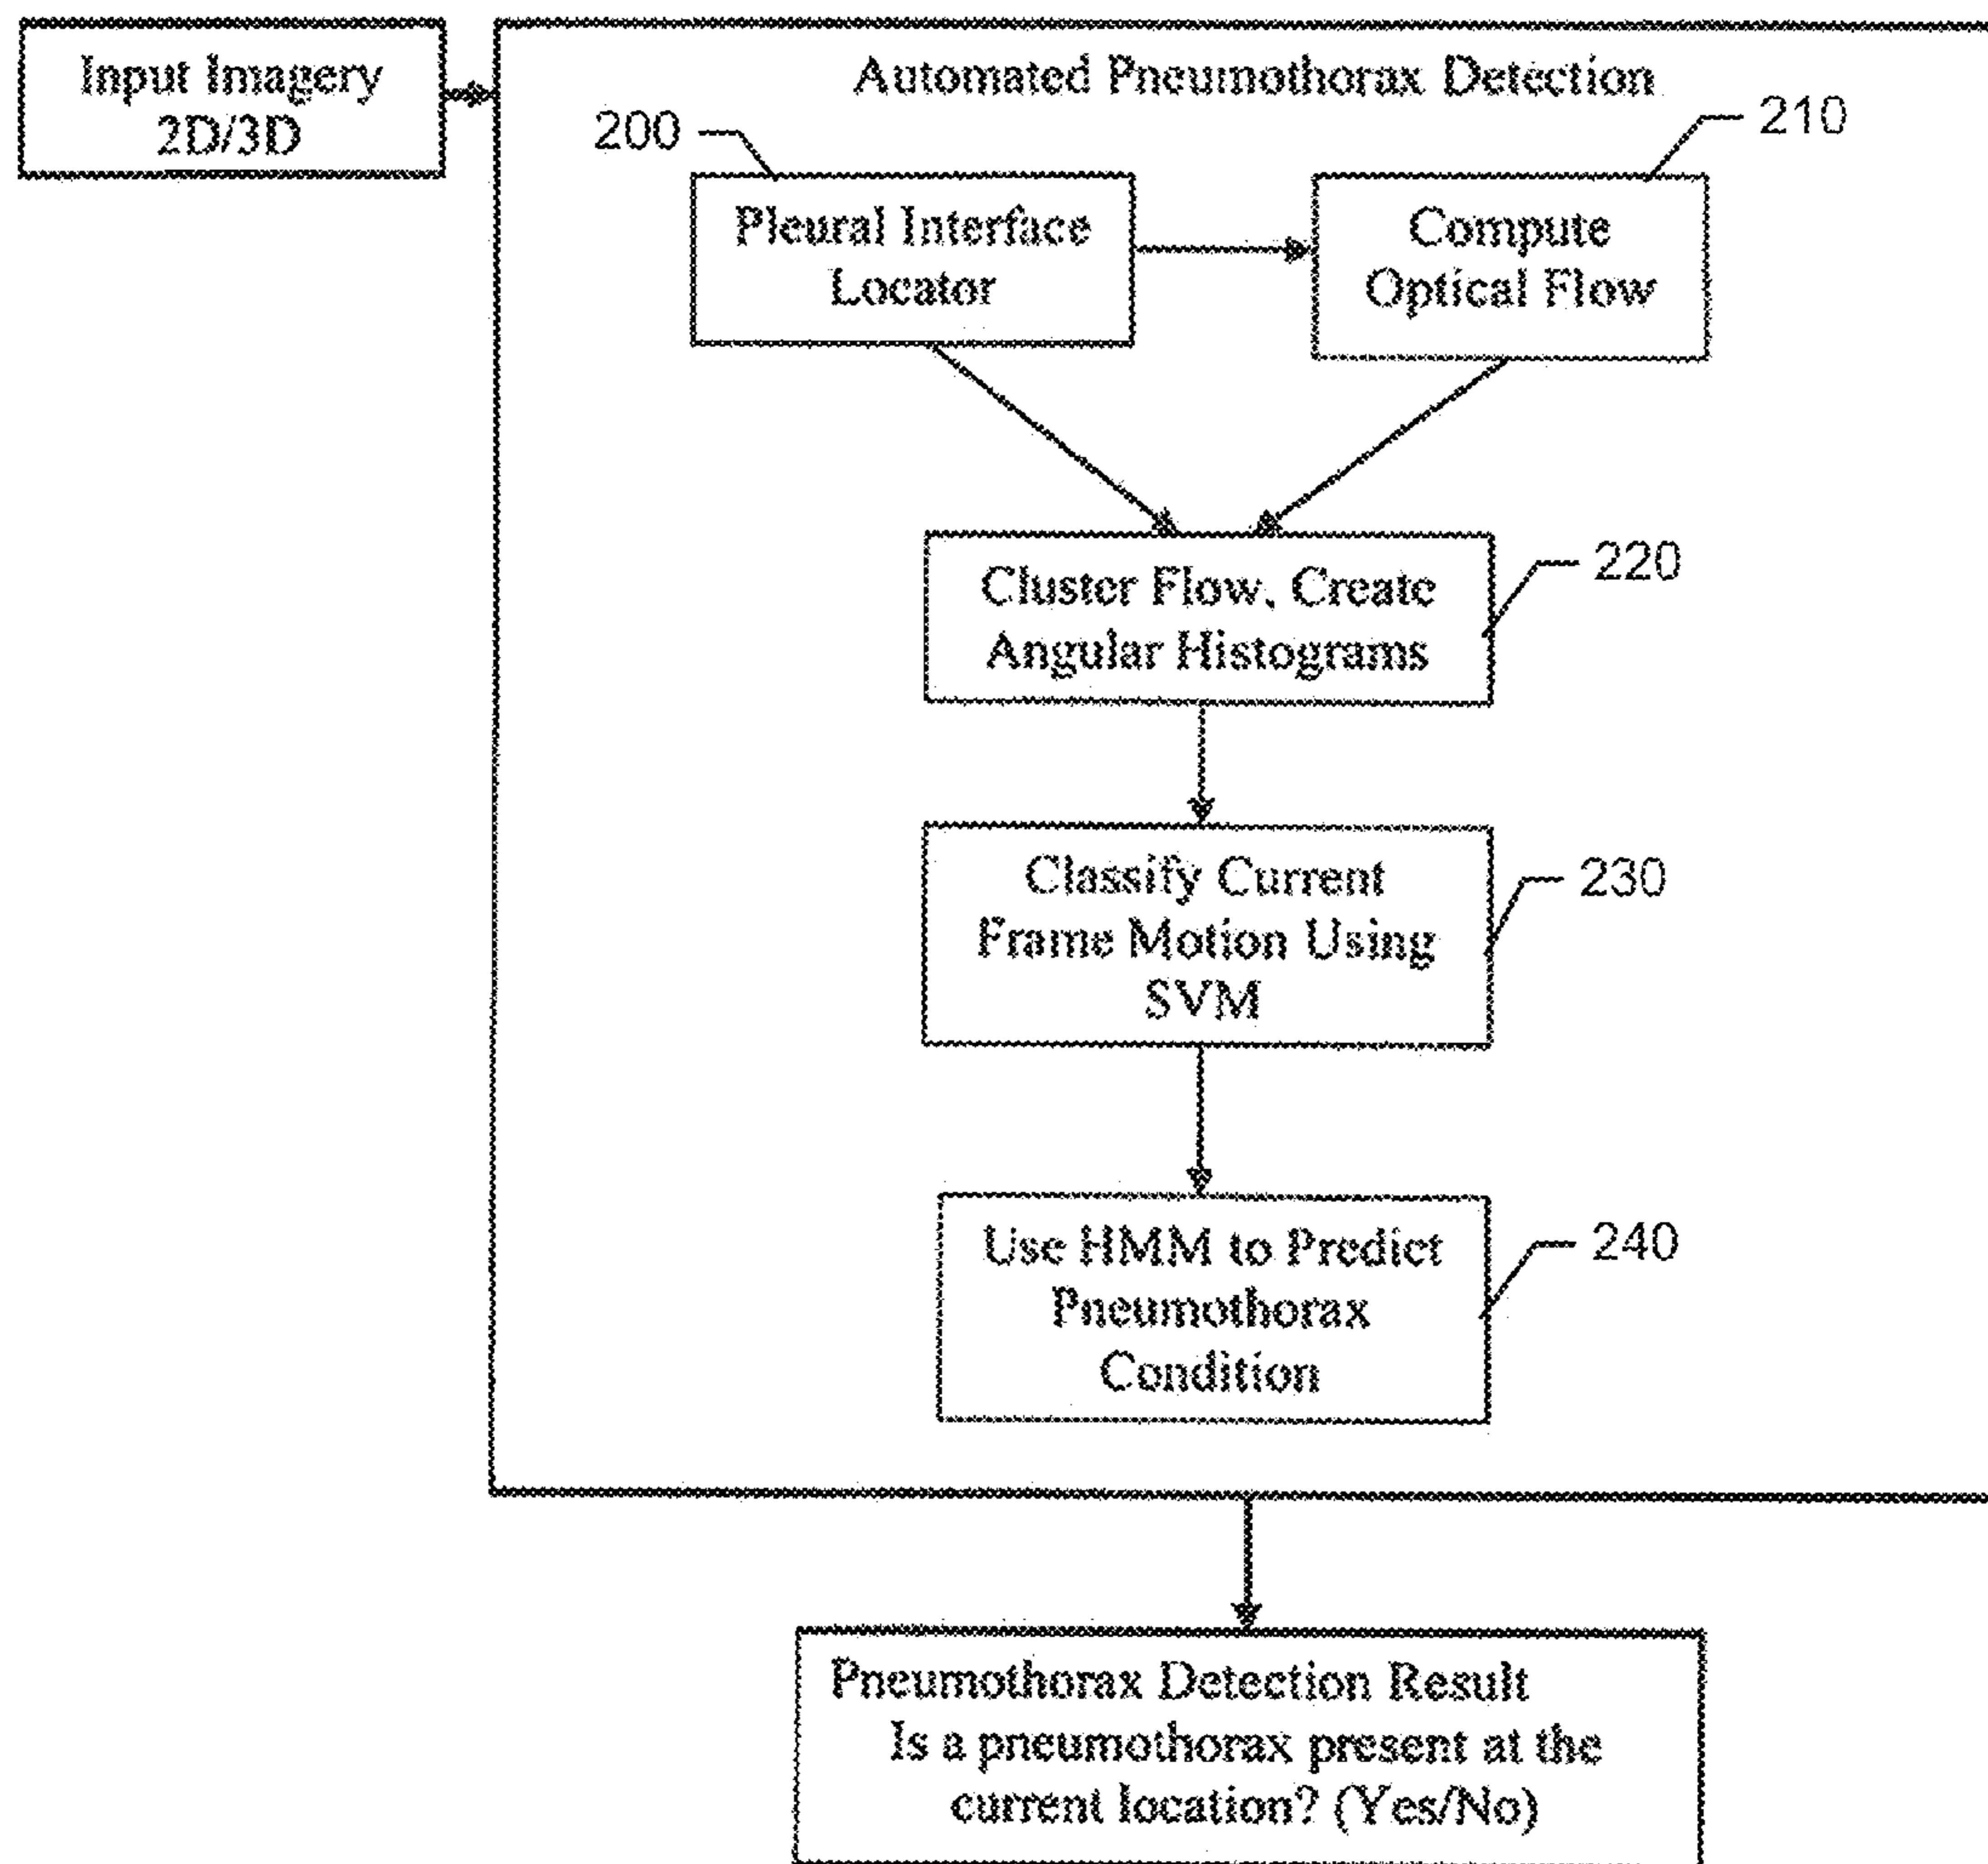 Input Imagery
2D/3D
Automated Pneumothorax Detection
200
210
Pleural Interface
Locator
Compute
Optical Flow
Cluster Flow, Create
Angular Histograms
220
Classify Current
Frame Motion Using
SVM
230
Use HMM to Predict
Pneumothorax
Condition
240
Pneumothorax Detection Result
Is a pneumothorax present at the
current location? (Yes/No)